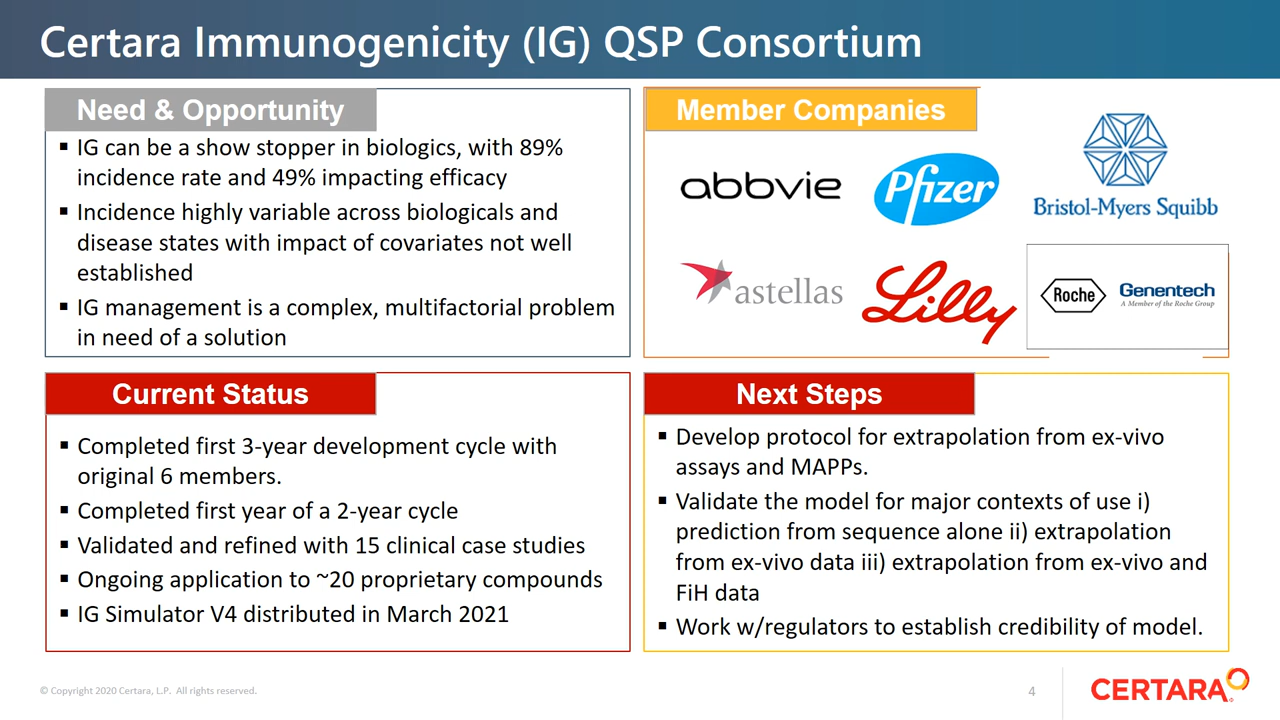 Certara Immunogenicity (IG) QSP Consortium
Need & Opportunity
▪ IG can be a show stopper in biologics, with 89%
incidence rate and 49% impacting efficacy
▪ Incidence highly variable across biologicals and
disease states with impact of covariates not well
established
▪ IG management is a complex, multifactorial problem
in need of a solution
Member Companies
abbvie
Pfizer
Bristol-Myers Squibb
astellas
Lilly
Roche
Genentech
A Member of the Roche Group
Current Status
▪ Completed first 3-year development cycle with
original 6 members.
▪ Completed first year of a 2-year cycle
▪ Validated and refined with 15 clinical case studies
▪ Ongoing application to ~20 proprietary compounds
▪ IG Simulator V4 distributed in March 2021
Next Steps
▪ Develop protocol for extrapolation from ex-vivo
assays and MAPPs.
▪ Validate the model for major contexts of use i)
prediction from sequence alone ii) extrapolation
from ex-vivo data iii) extrapolation from ex-vivo and
FiH data
▪ Work w/regulators to establish credibility of model.
© Copyright 2020 Certara, L.P. All rights reserved.
4
CERTARA